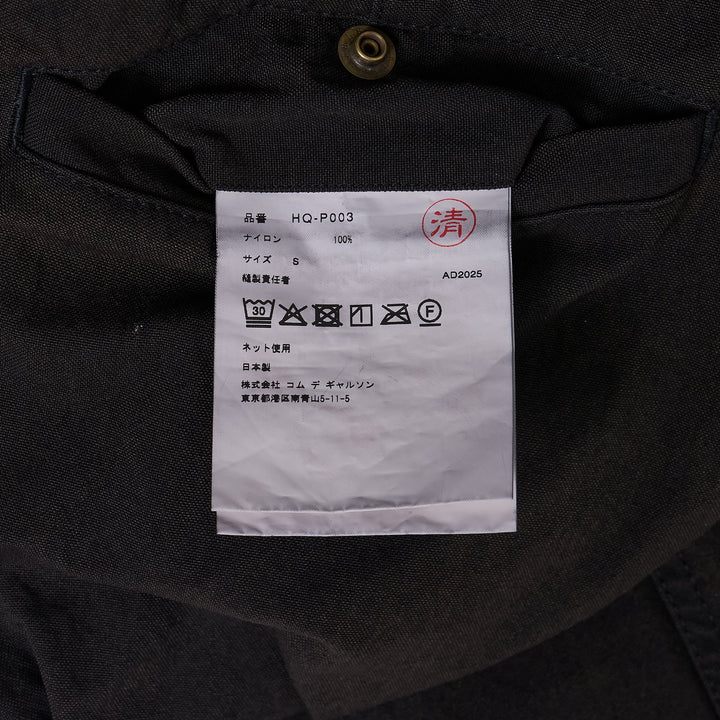 品番 HQ-P003
清
ナイロン 100%
サイズ S
縫製責任者 AD2025
30 F
ネット使用
日本製
株式会社 コム デ ギャルソン
東京都港区南青山5-11-5